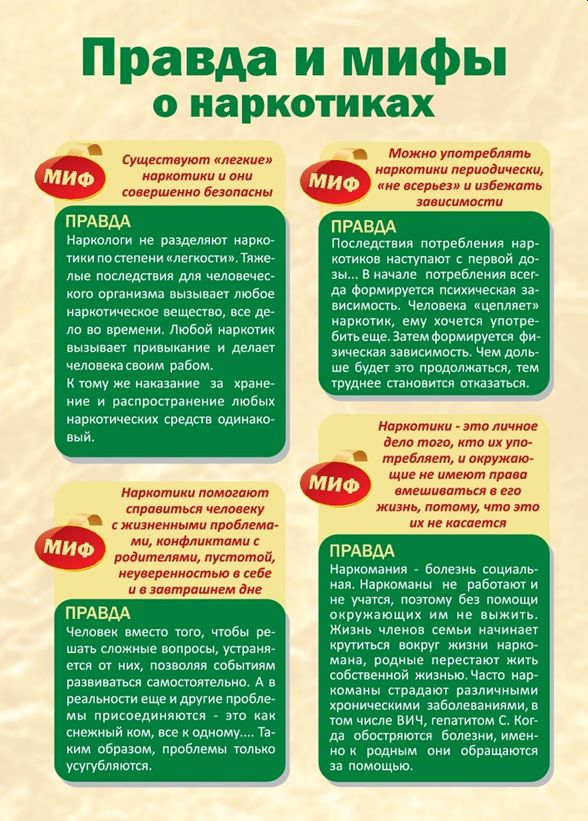 Правда и мифы
о наркотиках
МИФ
Существуют «легкие»
наркотики и они
совершенно безопасны
ПРАВДА
Наркологи не разделяют нарко-
тики по степени «легкости». Тяже-
лые последствия для человечес-
кого организма вызывает любое
наркотическое вещество, все де-
ло во времени. Любой наркотик
вызывает привыкание и делает
человека своим рабом.
К тому же наказание за хране-
ние и распространение любых
наркотических средств одинако-
вый.
МИФ
Можно употреблять
наркотики периодически,
«не всерьез» и избежать
зависимости
ПРАВДА
Последствия потребления нар-
котиков наступают с первой до-
зы... В начале потребления всег-
да формируется психическая за-
висимость. Человека «цепляет»
наркотик, ему хочется употре-
бить еще. Затем формируется фи-
зическая зависимость. Чем доль-
ше будет это продолжаться, тем
труднее становится отказаться.
МИФ
Наркотики помогают
справиться человеку
с жизненными проблема-
ми, конфликтами с
родителями, пустотой,
неуверенностью в себе
и в завтрашнем дне
ПРАВДА
Человек вместо того, чтобы ре-
шать сложные вопросы, устраня-
ется от них, позволяя событиям
развиваться самостоятельно. А в
реальности еще и другие пробле-
мы присоединяются - это как
снежный ком, все к одному.... Та-
ким образом, проблемы только
усугубляются.
МИФ
Наркотики - это личное
дело того, кто их упо-
требляет, и окружаю-
щие не имеют права
вмешиваться в его
жизнь, потому, что это
их не касается
ПРАВДА
Наркомания - болезнь социаль-
ная. Наркоманы не работают и
не учатся, поэтому без помощи
окружающих им не выжить.
Жизнь членов семьи начинает
крутиться вокруг жизни нарко-
мана, родные перестают жить
собственной жизнью. Часто нар-
команы страдают различными
хроническими заболеваниями, в
том числе ВИЧ, гепатитом С. Ког-
да обостряются болезни, имен-
но к родным они обращаются
за помощью.